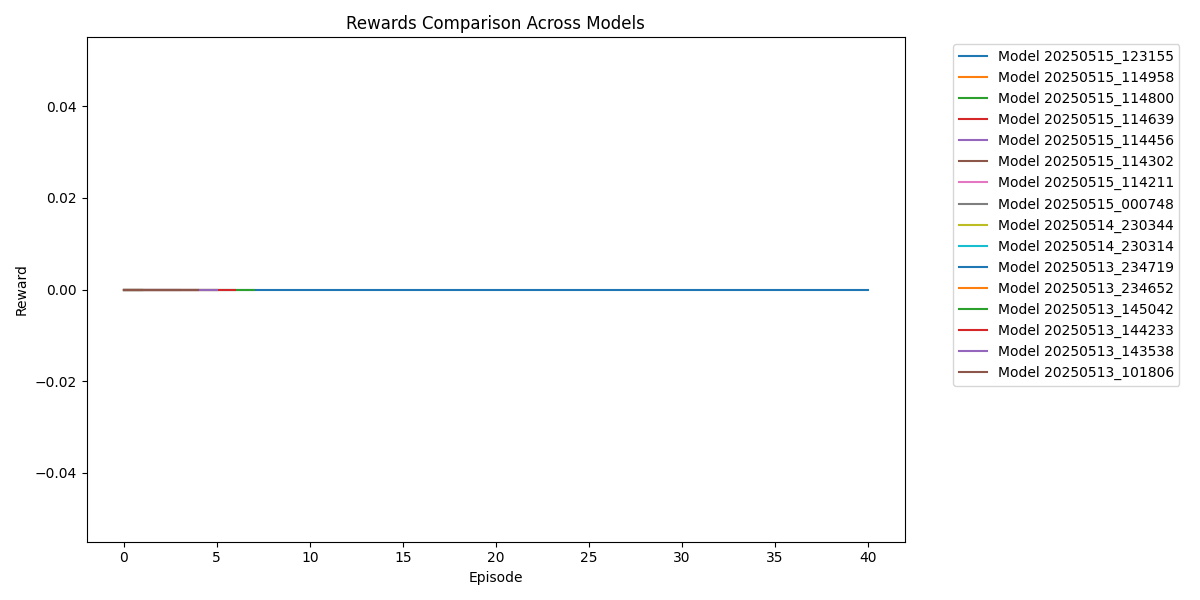 Rewards Comparison Across Models
Reward
0.04
0.02
0.00
−0.02
−0.04
0 5 10 15 20 25 30 35 40
Episode
Model 20250515_123155
Model 20250515_114958
Model 20250515_114800
Model 20250515_114639
Model 20250515_114456
Model 20250515_114302
Model 20250515_114211
Model 20250515_000748
Model 20250514_230344
Model 20250514_230314
Model 20250513_234719
Model 20250513_234652
Model 20250513_145042
Model 20250513_144233
Model 20250513_143538
Model 20250513_101806